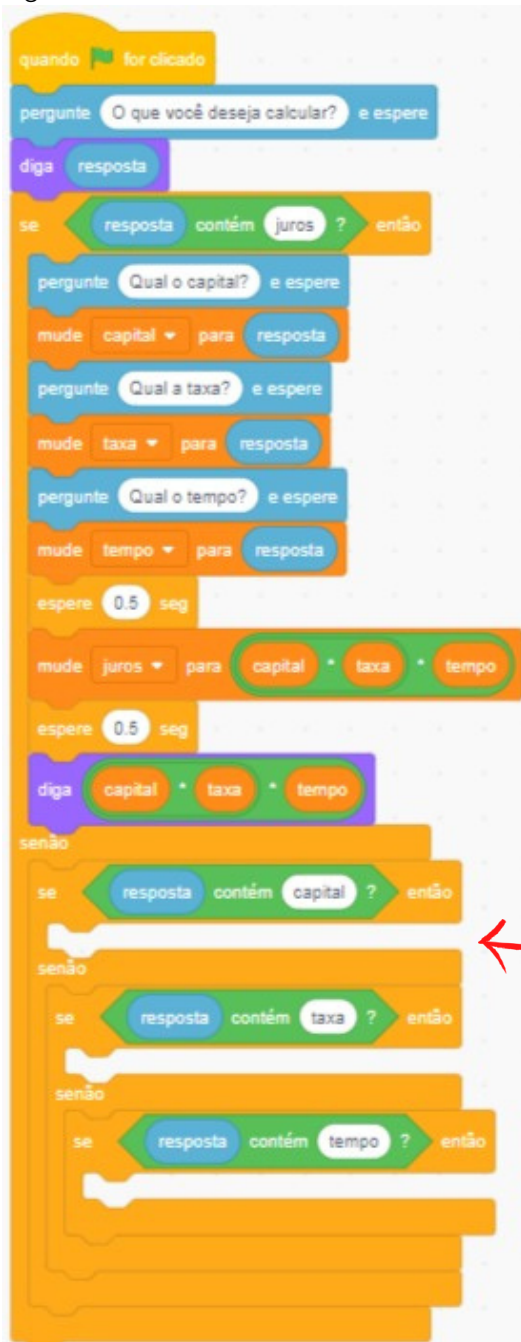 quando for clicado
pergunte O que você deseja calcular? e espere
diga resposta
se resposta contém juros ? então
pergunte Qual o capital? e espere
mude capital para resposta
pergunte Qual a taxa? e espere
mude taxa para resposta
pergunte Qual o tempo? e espere
mude tempo para resposta
espere 0.5 seg
mude juros para capital * taxa * tempo
espere 0.5 seg
diga capital * taxa * tempo
senão
se resposta contém capital ? então
senão
se resposta contém taxa ? então
senão
se resposta contém tempo ? então